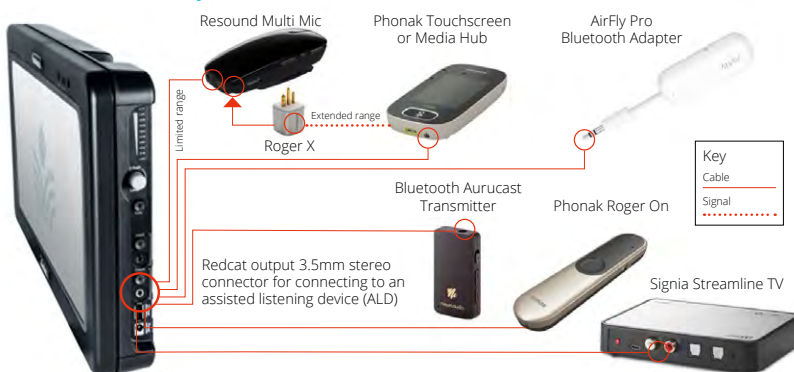 Resound Multi Mic
Phonak Touchscreen
or Media Hub
AirFly Pro
Bluetooth Adapter
Limited range
Extended range
Roger X
Key
Cable
Signal
Bluetooth Aurucast
Transmitter
Phonak Roger On
Redcat output 3.5mm stereo
connector for connecting to an
assisted listening device (ALD)
Signia Streamline TV